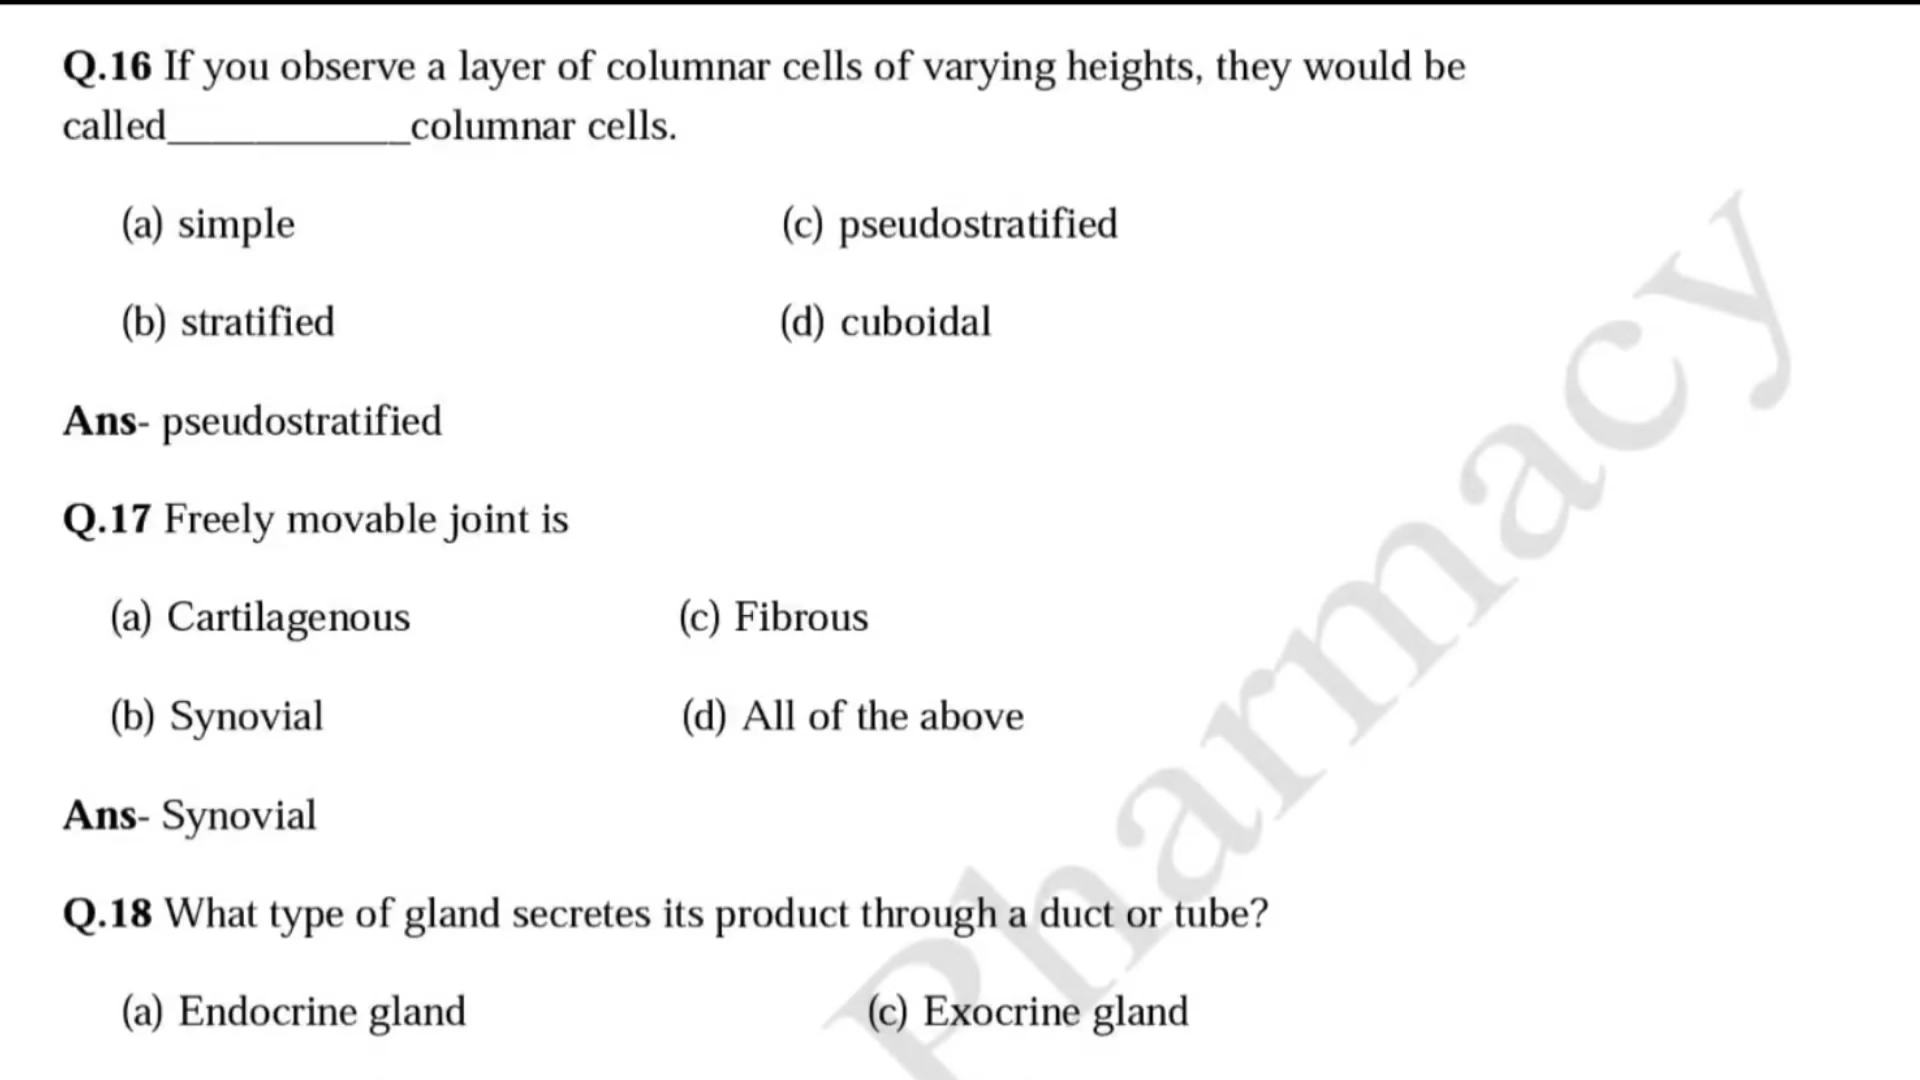 Q.16 If you observe a layer of columnar cells of varying heights, they would be
called___________columnar cells.
(a) simple (c) pseudostratified
(b) stratified (d) cuboidal
Ans- pseudostratified
Q.17 Freely movable joint is
(a) Cartilagenous (c) Fibrous
(b) Synovial (d) All of the above
Ans- Synovial
Q.18 What type of gland secretes its product through a duct or tube?
(a) Endocrine gland (c) Exocrine gland
Pharmacy